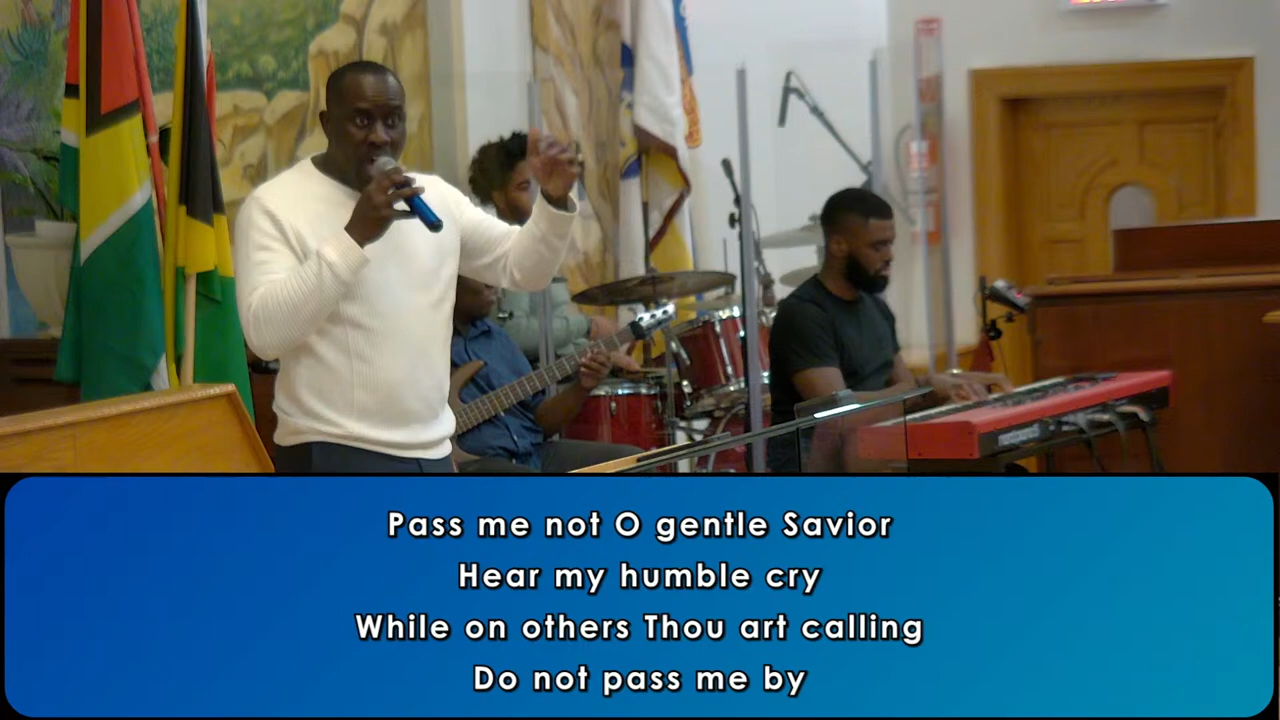 Pass me not O gentle Savior
Hear my humble cry
While on others Thou art calling
Do not pass me by